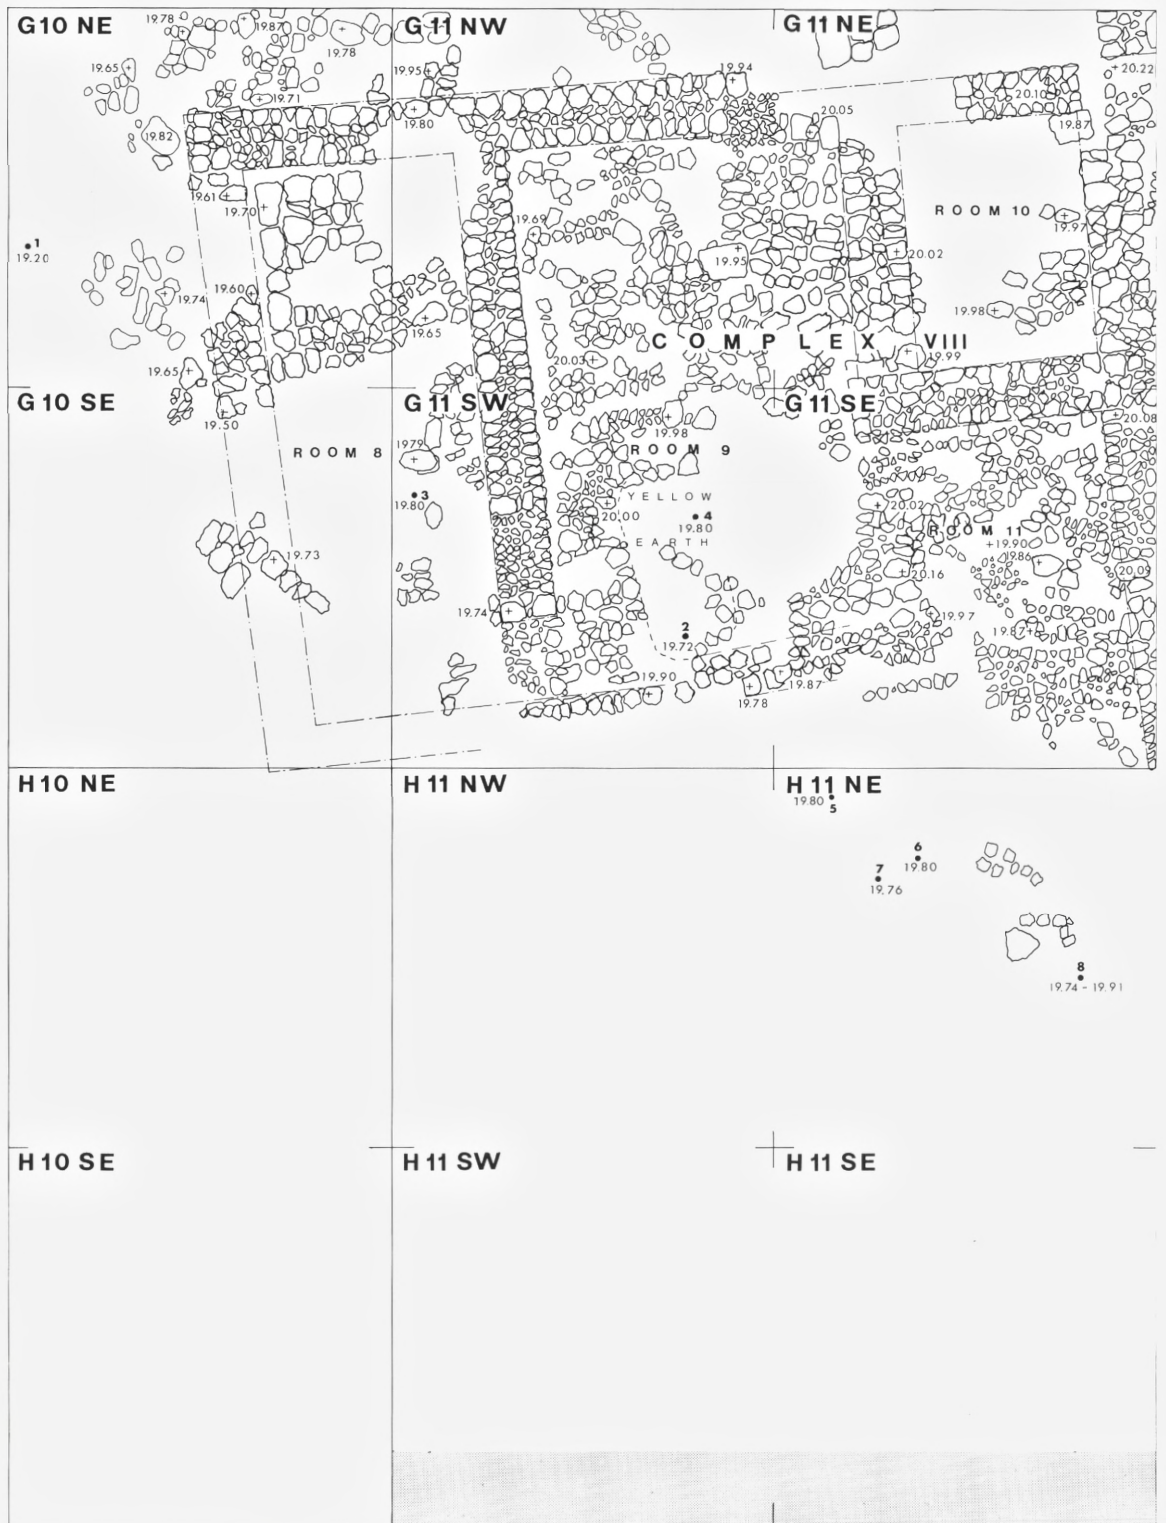 G10 NE
G11 NW
G11 NE
19.78
19.87
19.78
19.65
19.95
19.94
20.22
19.71
19.80
20.10
20.05
19.87
19.82
19.61
19.70
19.69
ROOM 10
19.97
1
19.20
19.95
20.02
19.74
19.60
19.65
19.98
COMPLEX VIII
19.99
19.65
20.03
G10 SE
G11 SW
G11 SE
19.50
20.08
19.98
ROOM 8
1979
ROOM 9
3
19.80
YELLOW
20.00
4
19.80
EARTH
20.02
ROOM 11
19.90
19.86
19.73
20.16
20.09
19.74
19.97
2
19.72
19.87
19.90
19.87
19.78
H10 NE
H11 NW
H11 NE
19.80
5
6
19.80
7
19.76
8
19.74 - 19.91
H10 SE
H11 SW
H11 SE